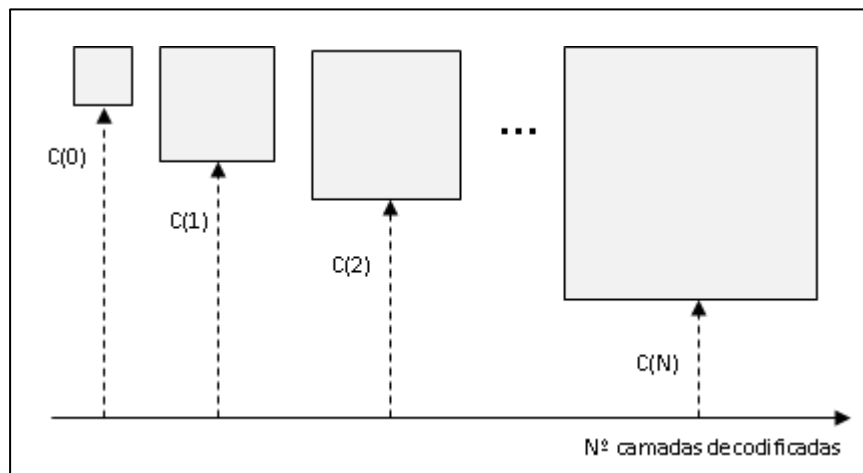 C(0)
C(1)
C(2)
...
C(N)
Nº camadas decodificadas